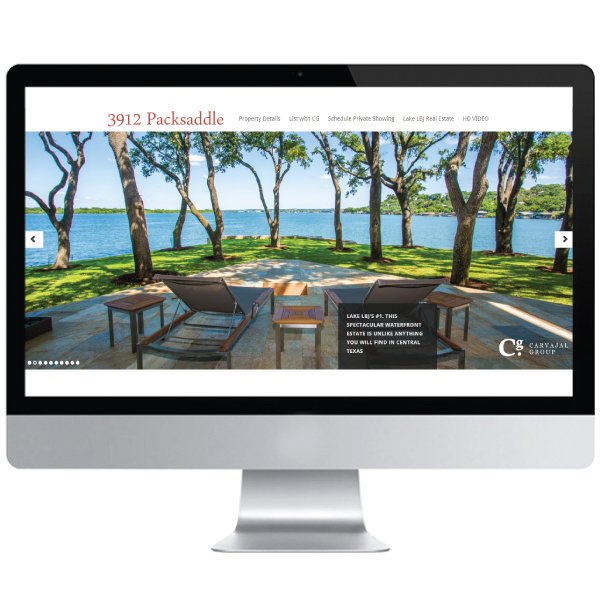 3912 Packsaddle
Property Details List with CG Schedule Private Showing Lake LBJ Real Estate HD VIDEO
LAKE LBJ'S #1. THIS
SPECTACULAR WATERFRONT
ESTATE IS UNLIKE ANYTHING
YOU WILL FIND IN CENTRAL
TEXAS
Cg.
CARVAJAL
GROUP